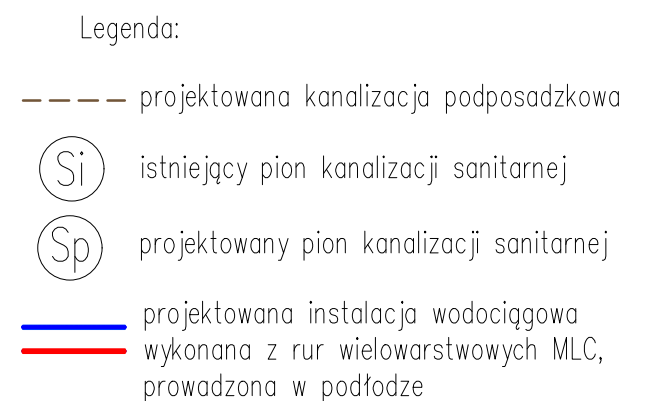 Legenda:
projektowana kanalizacja podposadzkowa
Si istniejący pion kanalizacji sanitarnej
Sp projektowany pion kanalizacji sanitarnej
projektowana instalacja wodociągowa
wykonana z rur wielowarstwowych MLC,
prowadzona w podłodze